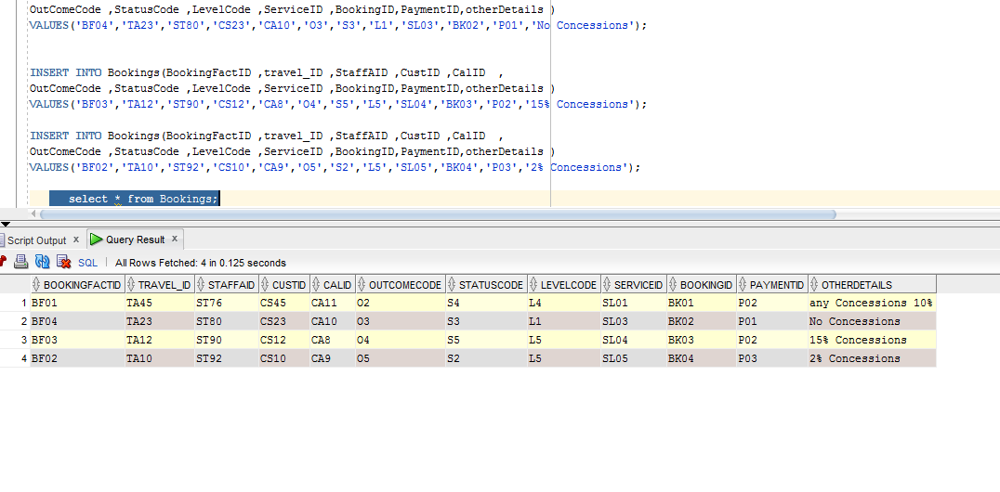 OutComeCode ,StatusCode ,LevelCode ,ServiceID ,BookingID,PaymentID,otherDetails )
VALUES('BF04','TA23','ST80','CS23','CA10','O3','S3','L1','SL03','BK02','P01','No Concessions');
INSERT INTO Bookings(BookingFactID ,travel_ID ,StaffAID ,CustID ,CalID ,
OutComeCode ,StatusCode ,LevelCode ,ServiceID ,BookingID,PaymentID,otherDetails )
VALUES('BF03','TA12','ST90','CS12','CA8','O4','S5','L5','SL04','BK03','P02','15% Concessions');
INSERT INTO Bookings(BookingFactID ,travel_ID ,StaffAID ,CustID ,CalID ,
OutComeCode ,StatusCode ,LevelCode ,ServiceID ,BookingID,PaymentID,otherDetails )
VALUES('BF02','TA10','ST92','CS10','CA9','O5','S2','L5','SL05','BK04','P03','2% Concessions');
select * from Bookings;
Script Output x Query Result x
SQL | All Rows Fetched: 4 in 0.125 seconds
BOOKINGFACTID TRAVEL_ID STAFFAID CUSTID CALID OUTCOMECODE STATUSCODE LEVELCODE SERVICEID BOOKINGID PAYMENTID OTHERDETAILS
1 BF01 TA45 ST76 CS45 CA11 O2 S4 L4 SL01 BK01 P02 any Concessions 10%
2 BF04 TA23 ST80 CS23 CA10 O3 S3 L1 SL03 BK02 P01 No Concessions
3 BF03 TA12 ST90 CS12 CA8 O4 S5 L5 SL04 BK03 P02 15% Concessions
4 BF02 TA10 ST92 CS10 CA9 O5 S2 L5 SL05 BK04 P03 2% Concessions